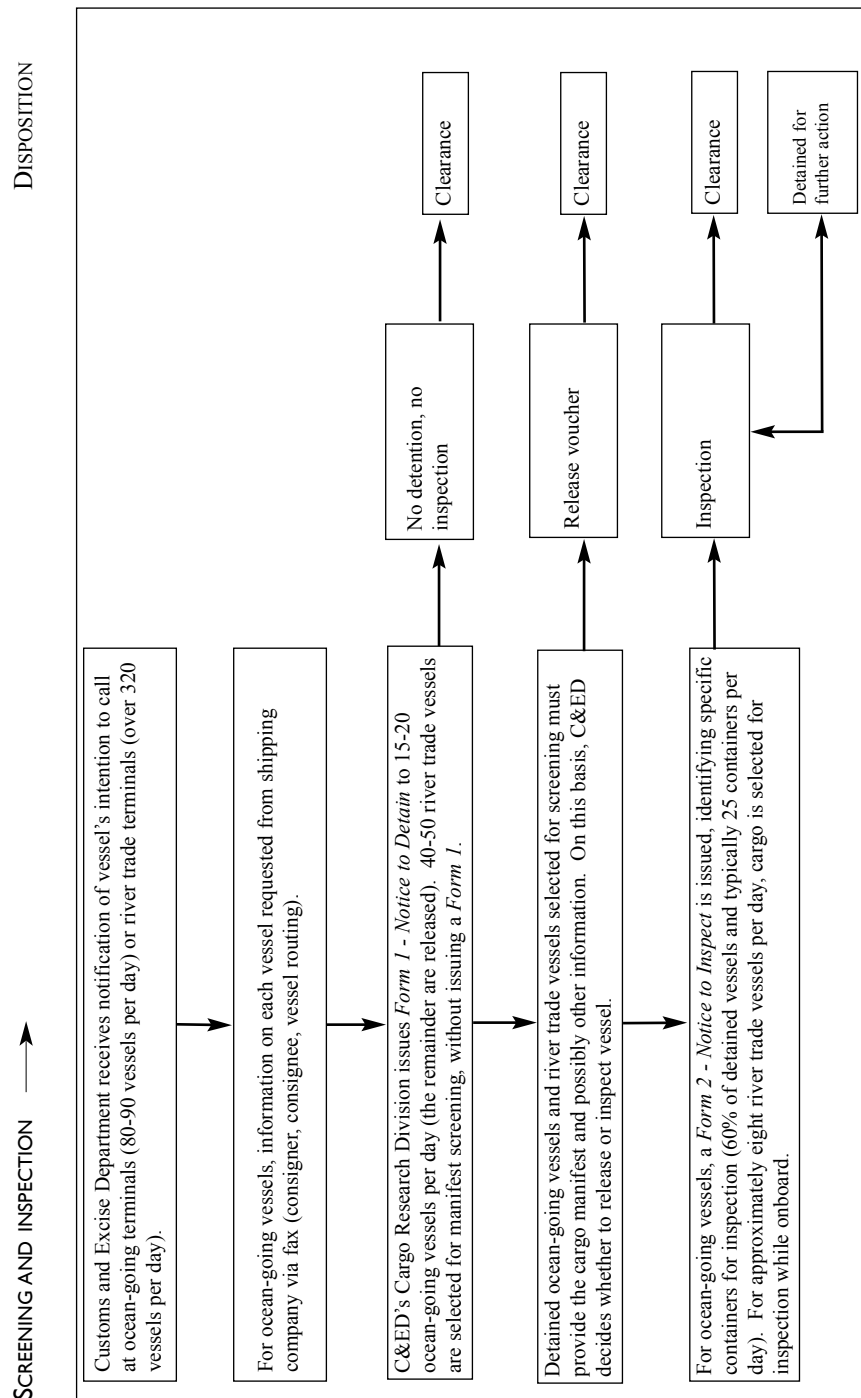 SCREENING AND INSPECTION
DISPOSITION
Customs and Excise Department receives notification of vessel's intention to call
at ocean-going terminals (80-90 vessels per day) or river trade terminals (over 320
vessels per day).
For ocean-going vessels, information on each vessel requested from shipping
company via fax (consigner, consignee, vessel routing).
C&ED's Cargo Research Division issues Form 1 - Notice to Detain to 15-20
ocean-going vessels per day (the remainder are released). 40-50 river trade vessels
are selected for manifest screening, without issuing a Form 1.
No detention, no
inspection
Clearance
Detained ocean-going vessels and river trade vessels selected for screening must
provide the cargo manifest and possibly other information. On this basis, C&ED
decides whether to release or inspect vessel.
Release voucher
Clearance
For ocean-going vessels, a Form 2 - Notice to Inspect is issued, identifying specific
containers for inspection (60% of detained vessels and typically 25 containers per
day). For approximately eight river trade vessels per day, cargo is selected for
inspection while onboard.
Inspection
Clearance
Detained for
further action